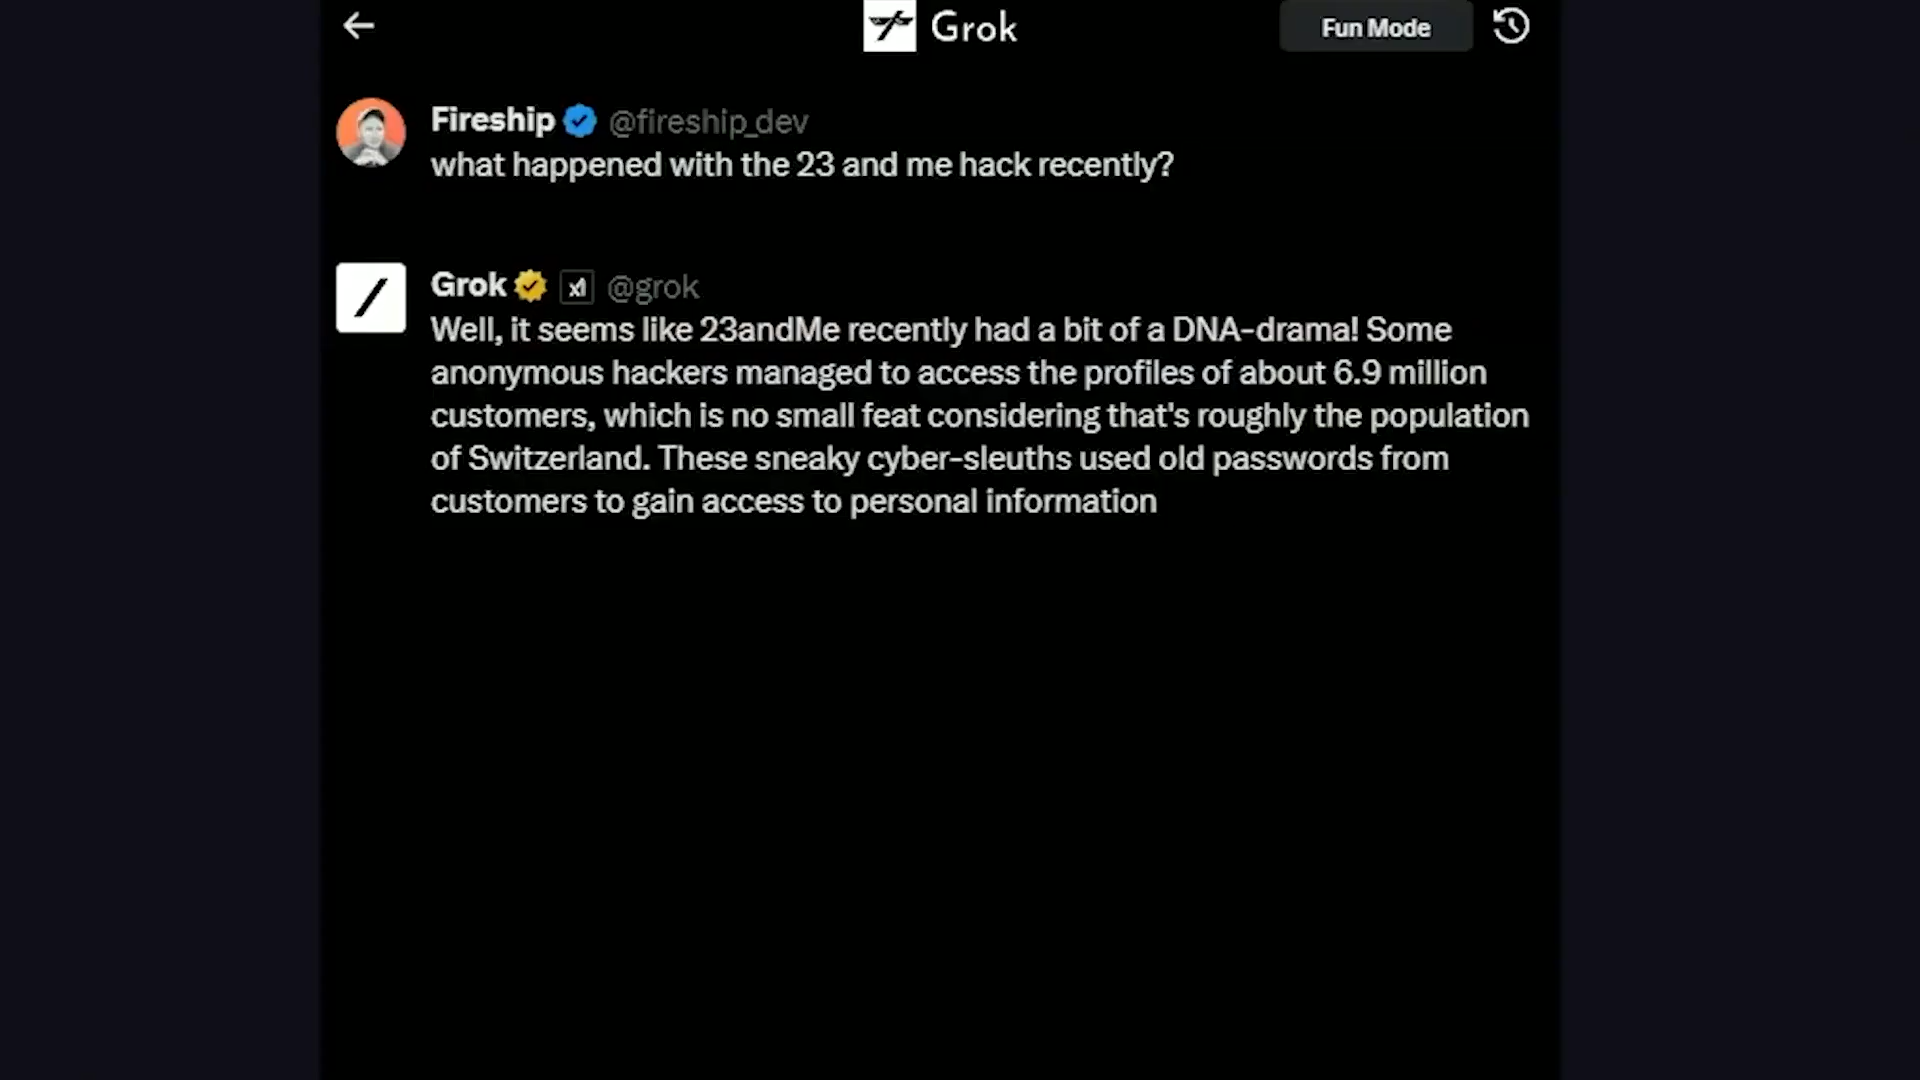 Grok
Fun Mode
Fireship @fireship_dev
what happened with the 23 and me hack recently?
Grok @grok
Well, it seems like 23andMe recently had a bit of a DNA-drama! Some
anonymous hackers managed to access the profiles of about 6.9 million
customers, which is no small feat considering that's roughly the population
of Switzerland. These sneaky cyber-sleuths used old passwords from
customers to gain access to personal information